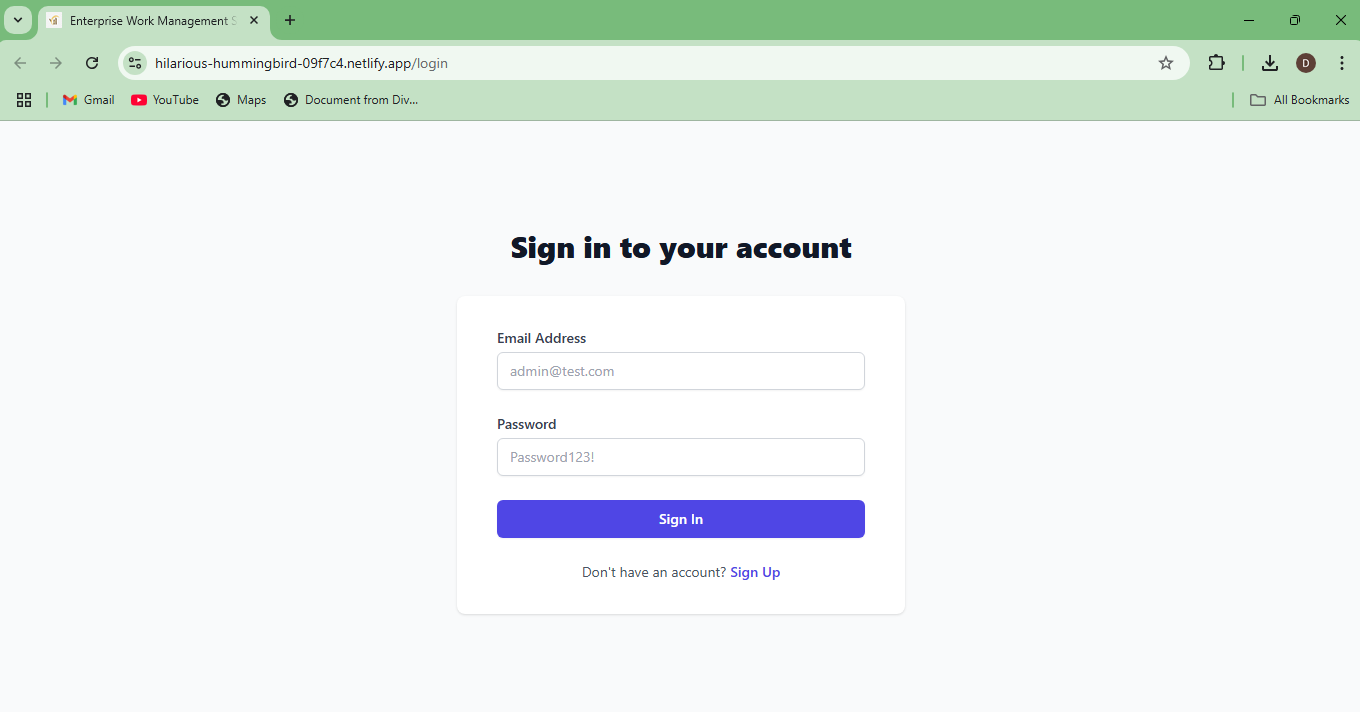 Enterprise Work Management S
hilarious-hummingbird-09f7c4.netlify.app/login
D
Gmail
YouTube
Maps
Document from Div...
All Bookmarks
Sign in to your account
Email Address
admin@test.com
Password
Password123!
Sign In
Don't have an account? Sign Up